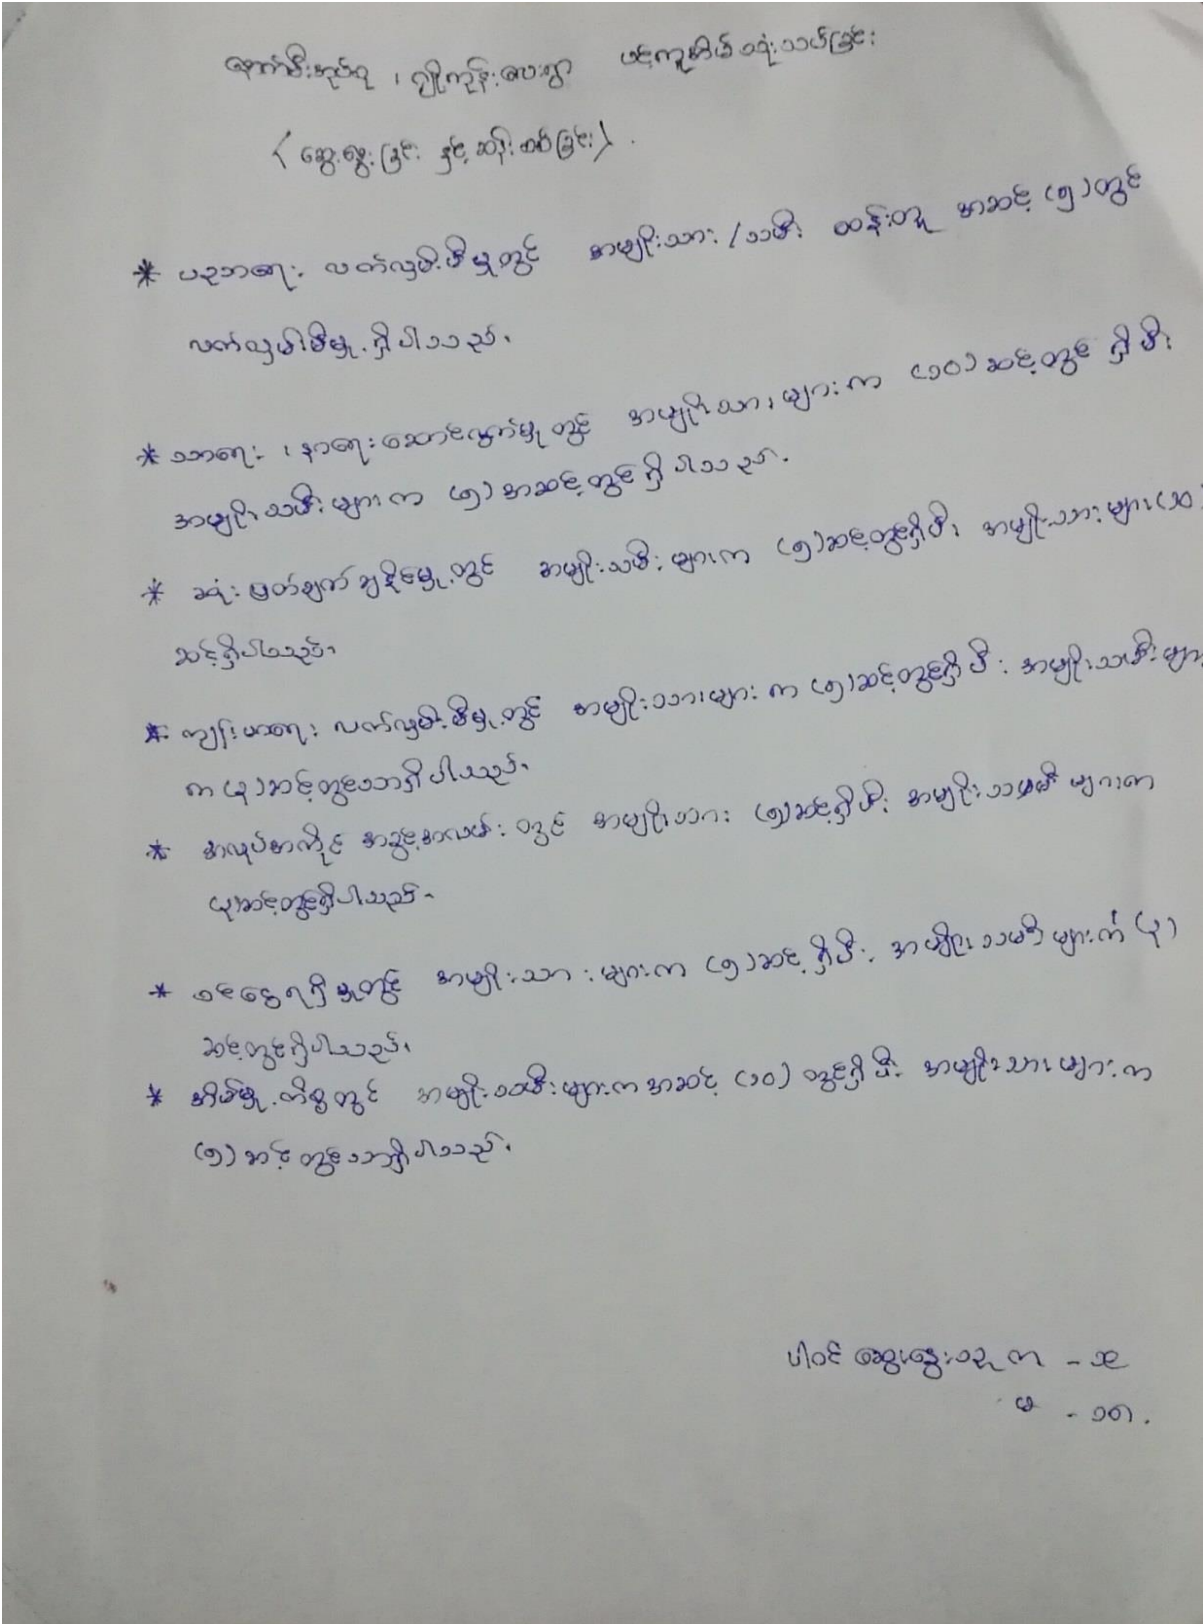 နောက်မီးအုပ်စု ၊ ဂျိုကုန်းလေးရွာ ပင့်ကူအိမ် သုံးသပ်ခြင်း
(ဆွေးနွေးခြင်း နှင့် ဆန်းစစ်ခြင်း) .
* ပညာရေး လက်လှမ်းမီမှုတွင် အမျိုးသား/သမီး တန်းတူ အဆင့် (၅)တွင်
လက်လှမ်းမီမှု ရှိပါသည်။
* သာရေး ၊ နာရေးဆောင်ရွက်မှုတွင် အမျိုးသားများက (၁၀)ဆင့်တွင် ရှိပြီး
အမျိုးသမီးများက (၅)အဆင့်တွင်ရှိပါသည်။
* ဆုံးဖြတ်ချက်ချနိုင်မှုတွင် အမျိုးသမီးများက (၅)ဆင့်တွင်ရှိပြီး အမျိုးသားများ(၁၀)
ဆင့်ရှိပါသည်။
* ကျန်းမာရေး လက်လှမ်းမီမှုတွင် အမျိုးသားများက (၅)ဆင့်တွင်ရှိပြီး အမျိုးသမီးများ
က (၃)ဆင့်တွင်သာရှိပါသည်။
* အလုပ်အကိုင် အခွင့်အလမ်းတွင် အမျိုးသား (၅)ဆင့်ရှိပြီး အမျိုးသမီးများက
(၃)ဆင့်တွင်ရှိပါသည်။
* ဝင်ငွေရရှိမှုတွင် အမျိုးသားများက (၅)ဆင့်ရှိပြီး အမျိုးသမီးများက (၃)
ဆင့်တွင်ရှိပါသည်။
* အိမ်မှုကိစ္စတွင် အမျိုးသမီးများက အဆင့် (၁၀) တွင်ရှိပြီး အမျိုးသားများက
(၅) ဆင့်တွင်သာရှိပါသည်။
ပါဝင်ဆွေးနွေးသူ က -
မ -